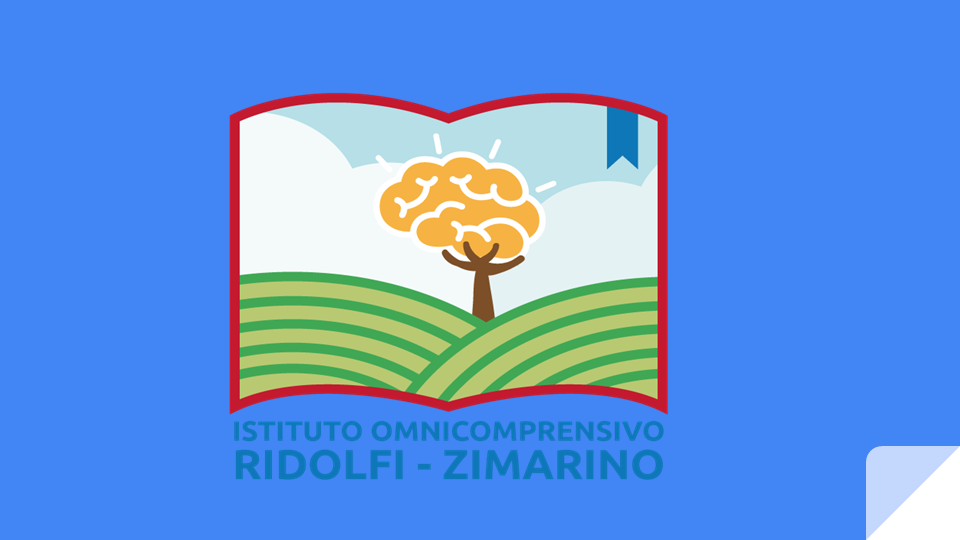 ISTITUTO OMNICOMPRENSIVO
RIDOLFI - ZIMARINO